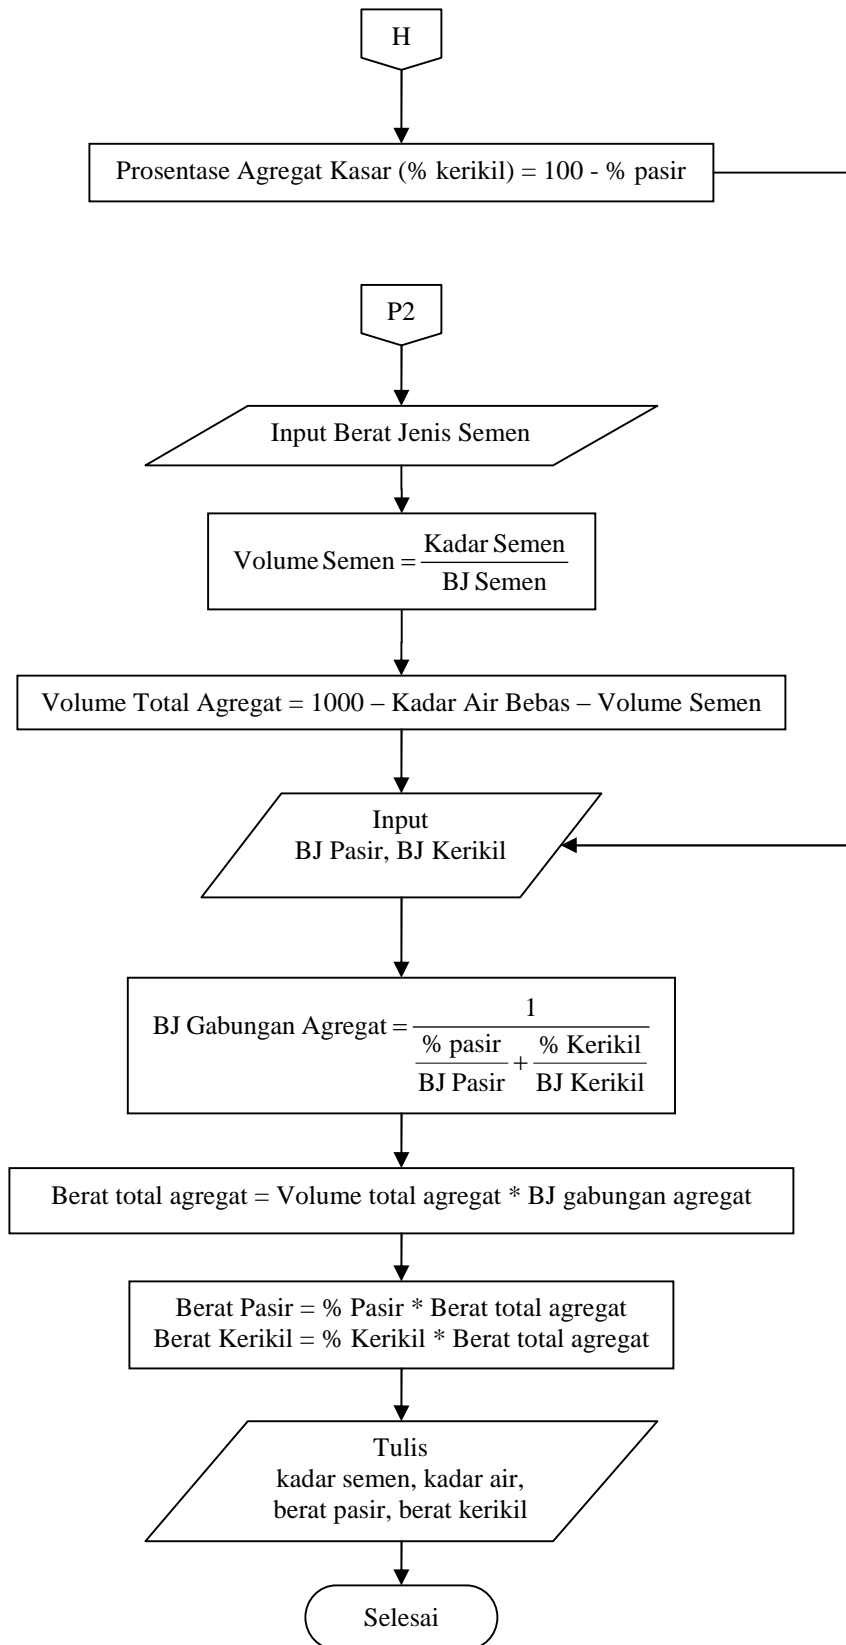 H
Prosentase Agregat Kasar (% kerikil) = 100 - % pasir
P2
Input Berat Jenis Semen
Volume Semen = Kadar Semen / BJ Semen
Volume Total Agregat = 1000 – Kadar Air Bebas – Volume Semen
Input
BJ Pasir, BJ Kerikil
BJ Gabungan Agregat = 1 / (% pasir / BJ Pasir + % Kerikil / BJ Kerikil)
Berat total agregat = Volume total agregat * BJ gabungan agregat
Berat Pasir = % Pasir * Berat total agregat
Berat Kerikil = % Kerikil * Berat total agregat
Tulis
kadar semen, kadar air,
berat pasir, berat kerikil
Selesai